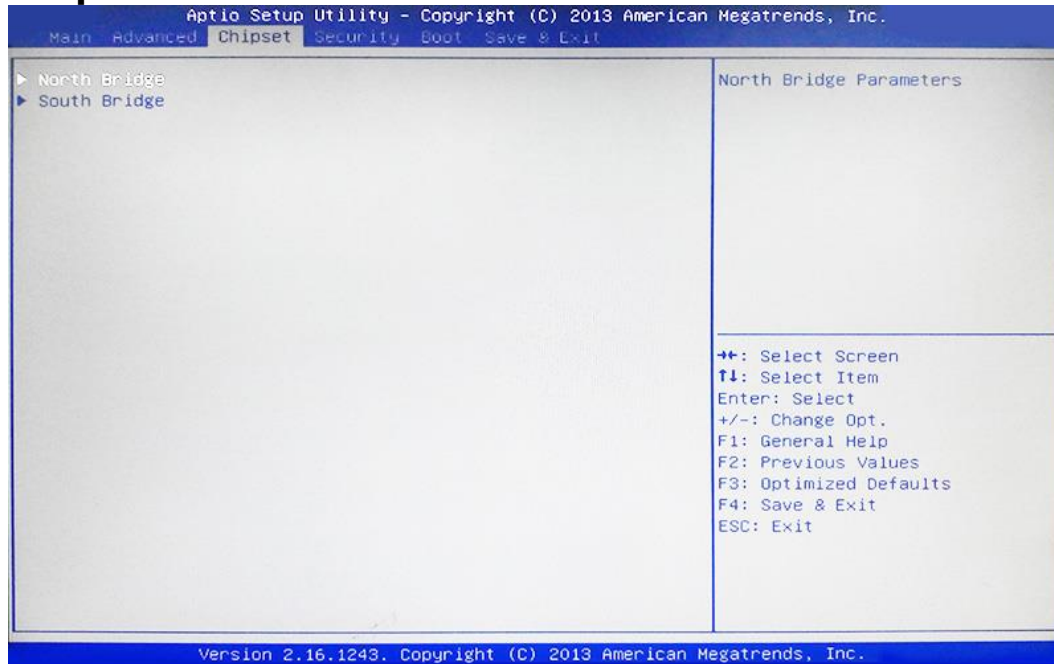 Aptio Setup Utility - Copyright (C) 2013 American Megatrends, Inc.
Main Advanced Chipset Security Boot Save & Exit
▶ North Bridge
▶ South Bridge
North Bridge Parameters
→←: Select Screen
↑↓: Select Item
Enter: Select
+/-: Change Opt.
F1: General Help
F2: Previous Values
F3: Optimized Defaults
F4: Save & Exit
ESC: Exit
Version 2.16.1243. Copyright (C) 2013 American Megatrends, Inc.